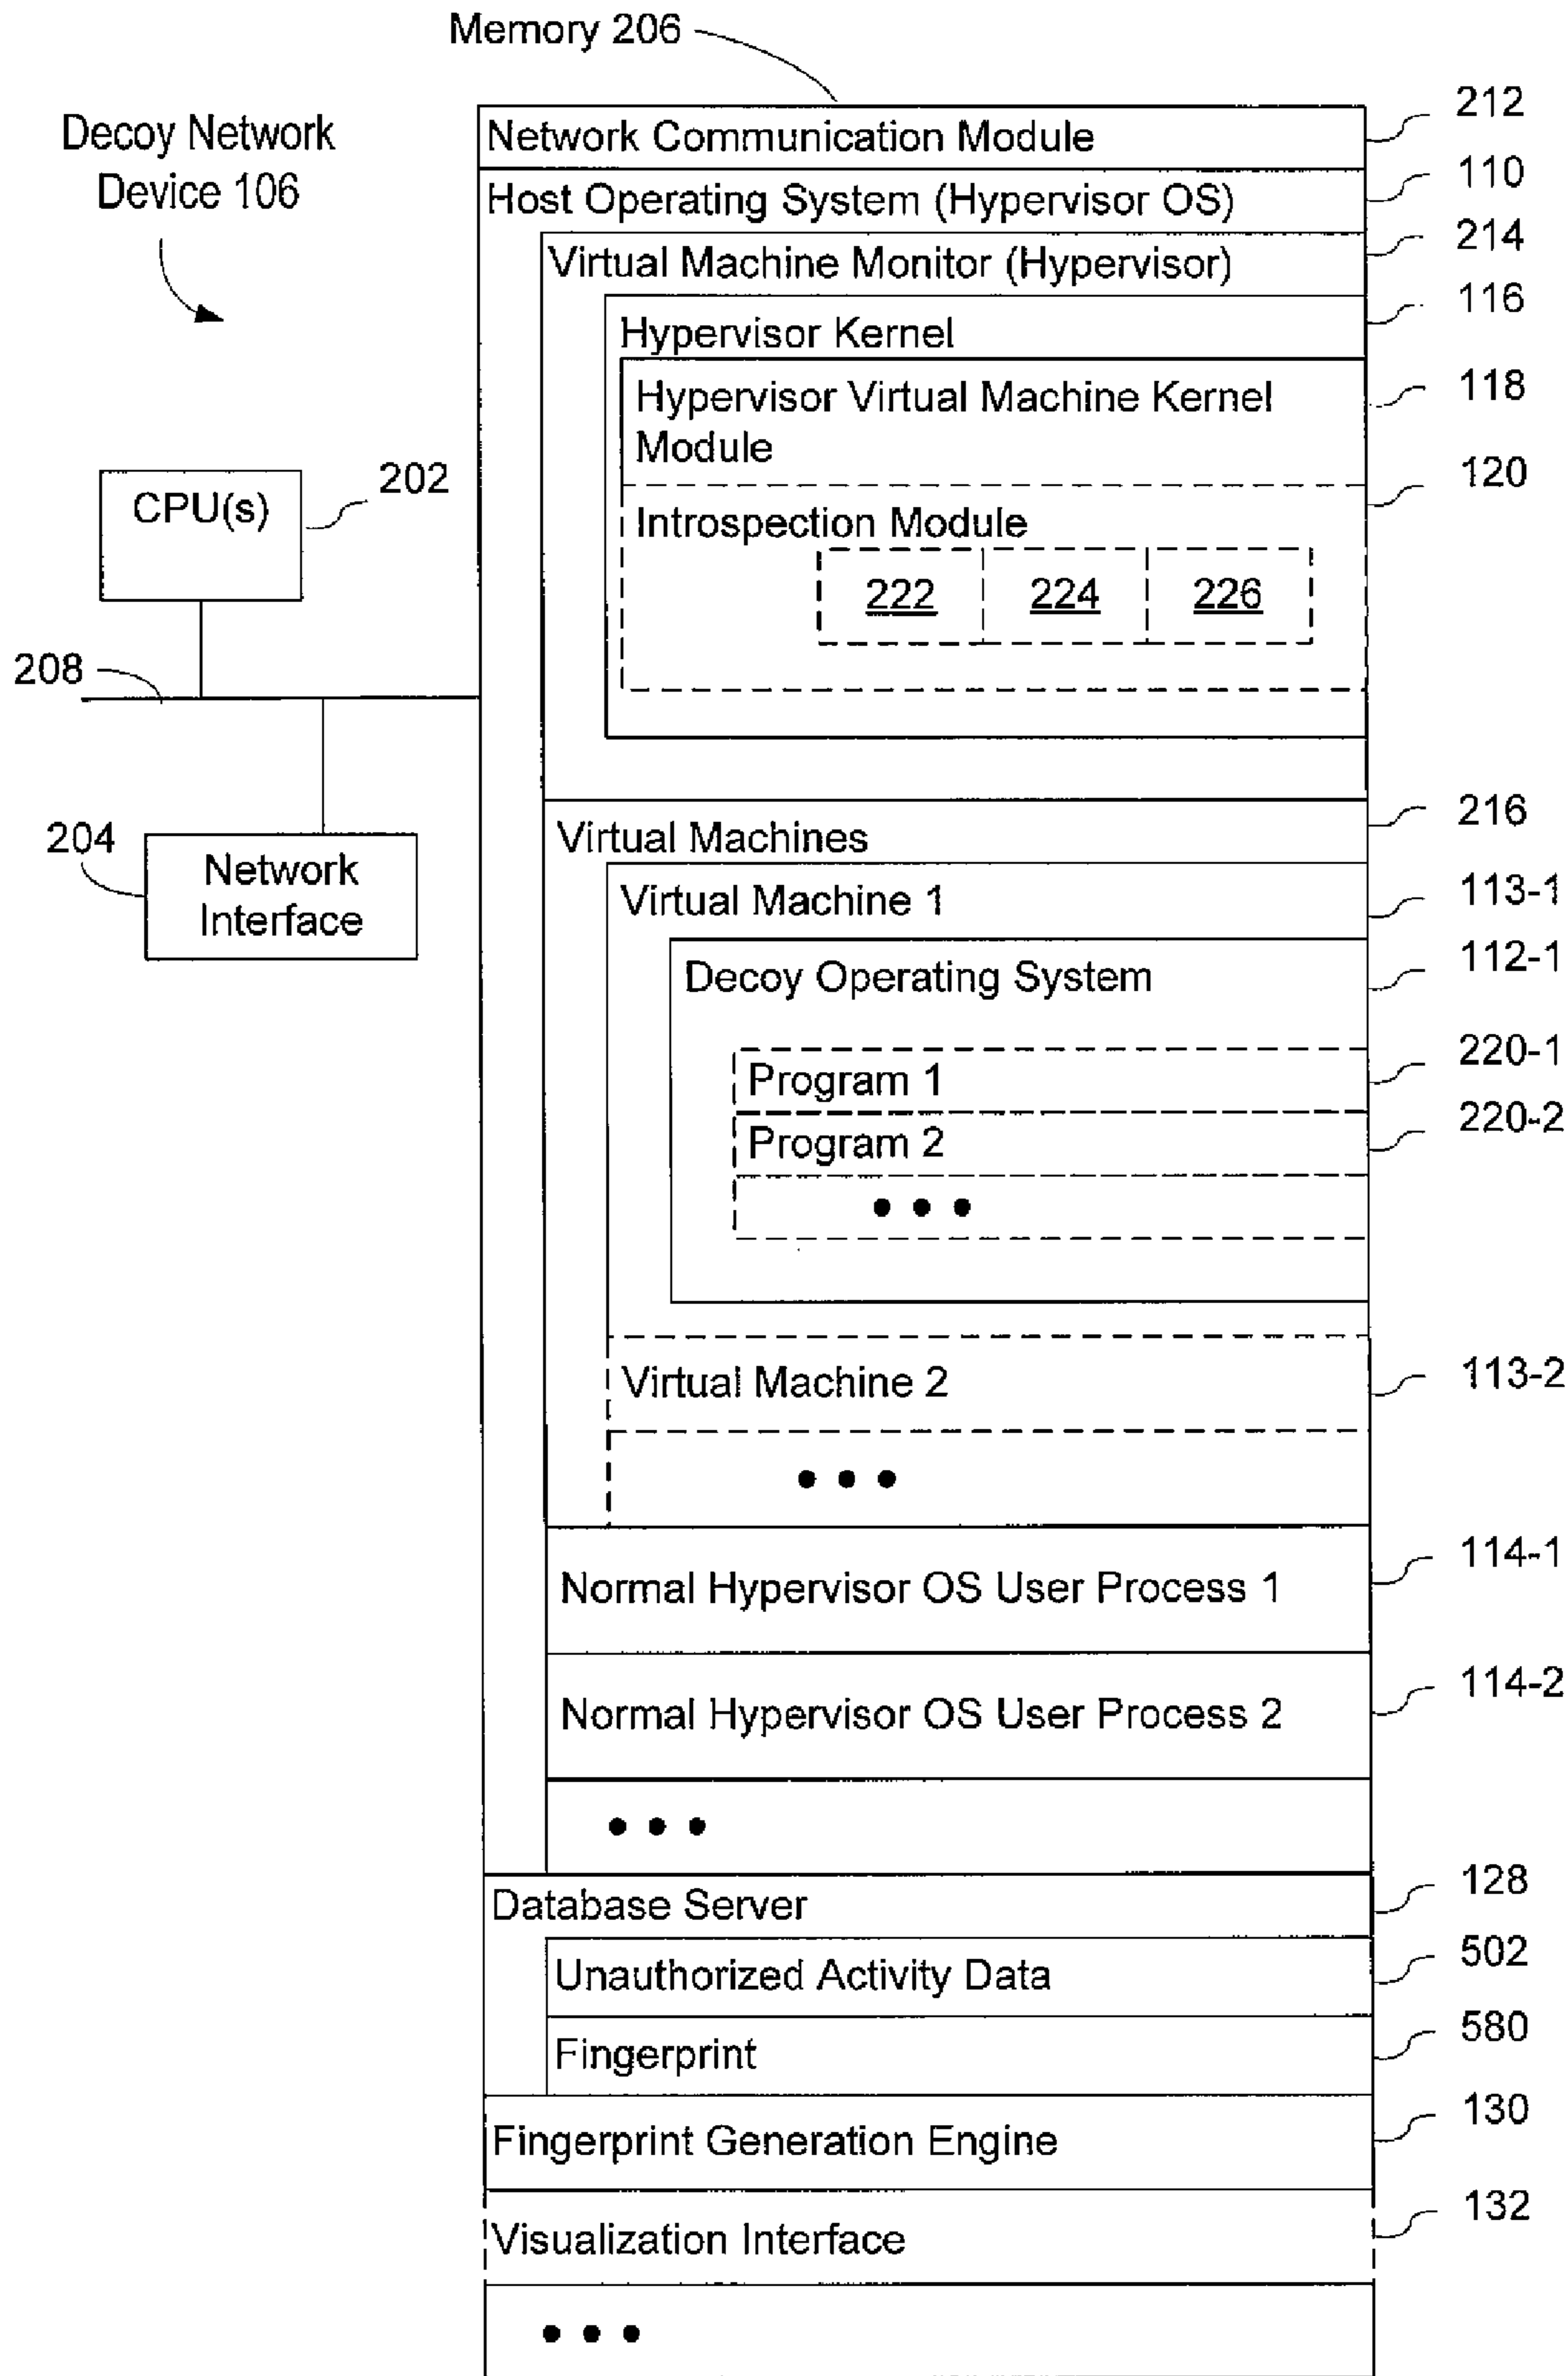 Memory 206
Decoy Network
Device 106
Network Communication Module
212
Host Operating System (Hypervisor OS)
110
Virtual Machine Monitor (Hypervisor)
214
Hypervisor Kernel
116
Hypervisor Virtual Machine Kernel
Module
118
Introspection Module
120
222 224 226
CPU(s)
202
208
204
Network
Interface
Virtual Machines
216
Virtual Machine 1
113-1
Decoy Operating System
112-1
Program 1
220-1
Program 2
220-2
• • •
Virtual Machine 2
113-2
• • •
Normal Hypervisor OS User Process 1
114-1
Normal Hypervisor OS User Process 2
114-2
• • •
Database Server
128
Unauthorized Activity Data
502
Fingerprint
580
Fingerprint Generation Engine
130
Visualization Interface
132
• • •